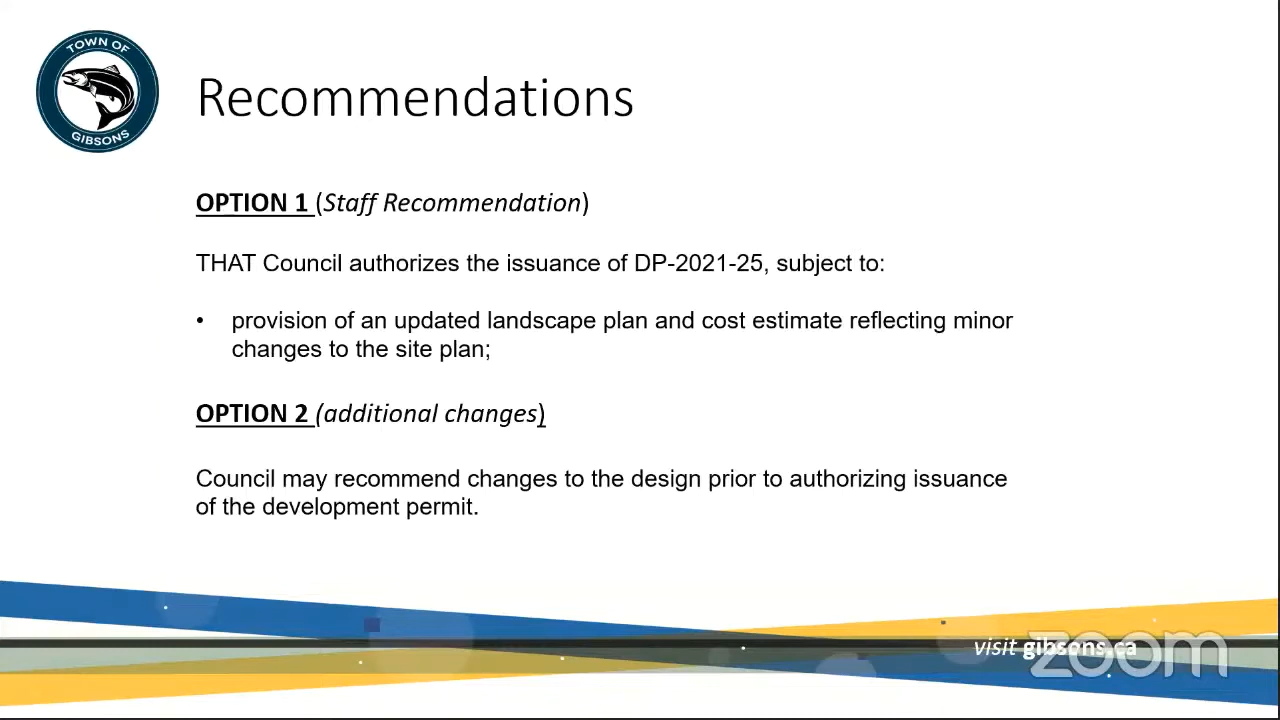 TOWN OF
GIBSONS
Recommendations
OPTION 1 (Staff Recommendation)
THAT Council authorizes the issuance of DP-2021-25, subject to:
• provision of an updated landscape plan and cost estimate reflecting minor
changes to the site plan;
OPTION 2 (additional changes)
Council may recommend changes to the design prior to authorizing issuance
of the development permit.
visit gibsons.ca
zoom